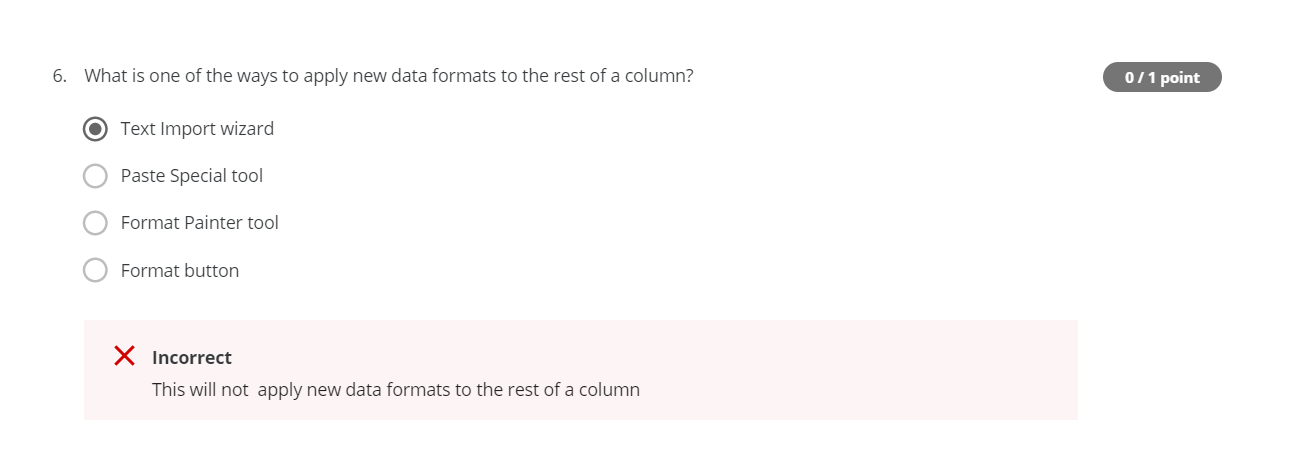 6. What is one of the ways to apply new data formats to the rest of a column?
0 / 1 point
Text Import wizard
Paste Special tool
Format Painter tool
Format button
Incorrect
This will not  apply new data formats to the rest of a column